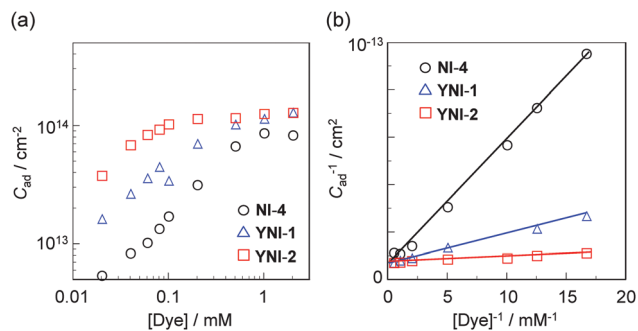 (a)
10^14
10^13
C_ad / cm^-2
NI-4
YNI-1
YNI-2
0.01 0.1 1
[Dye] / mM
(b)
10^-13
0
C_ad^-1 / cm^2
NI-4
YNI-1
YNI-2
0 5 10 15 20
[Dye]^-1 / mM^-1